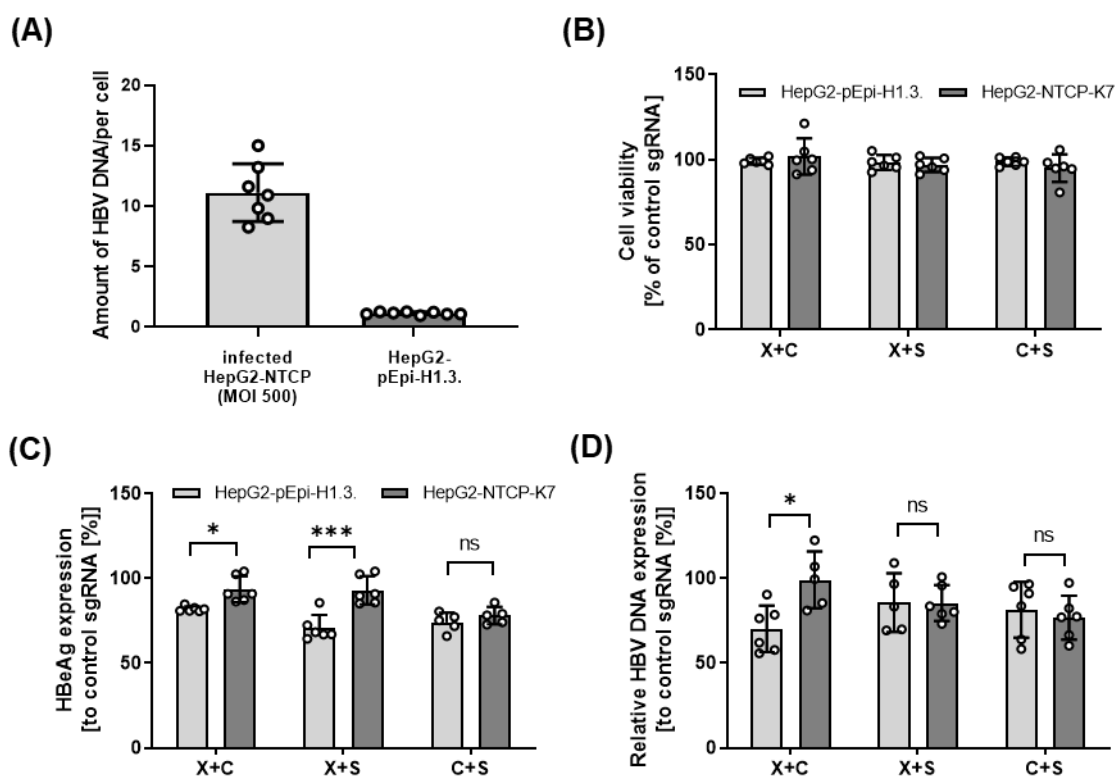 (A)
Amount of HBV DNA/per cell
20
15
10
5
0
infected
HepG2-NTCP
(MOI 500)
HepG2-
pEpi-H1.3.
(B)
Cell viability
[% of control sgRNA]
150
100
50
0
HepG2-pEpi-H1.3. HepG2-NTCP-K7
X+C X+S C+S
(C)
HBeAg expression
[to control sgRNA [%]]
150
100
50
0
HepG2-pEpi-H1.3. HepG2-NTCP-K7
* *** ns
X+C X+S C+S
(D)
Relative HBV DNA expression
[to control sgRNA [%]]
150
100
50
0
* ns ns
X+C X+S C+S